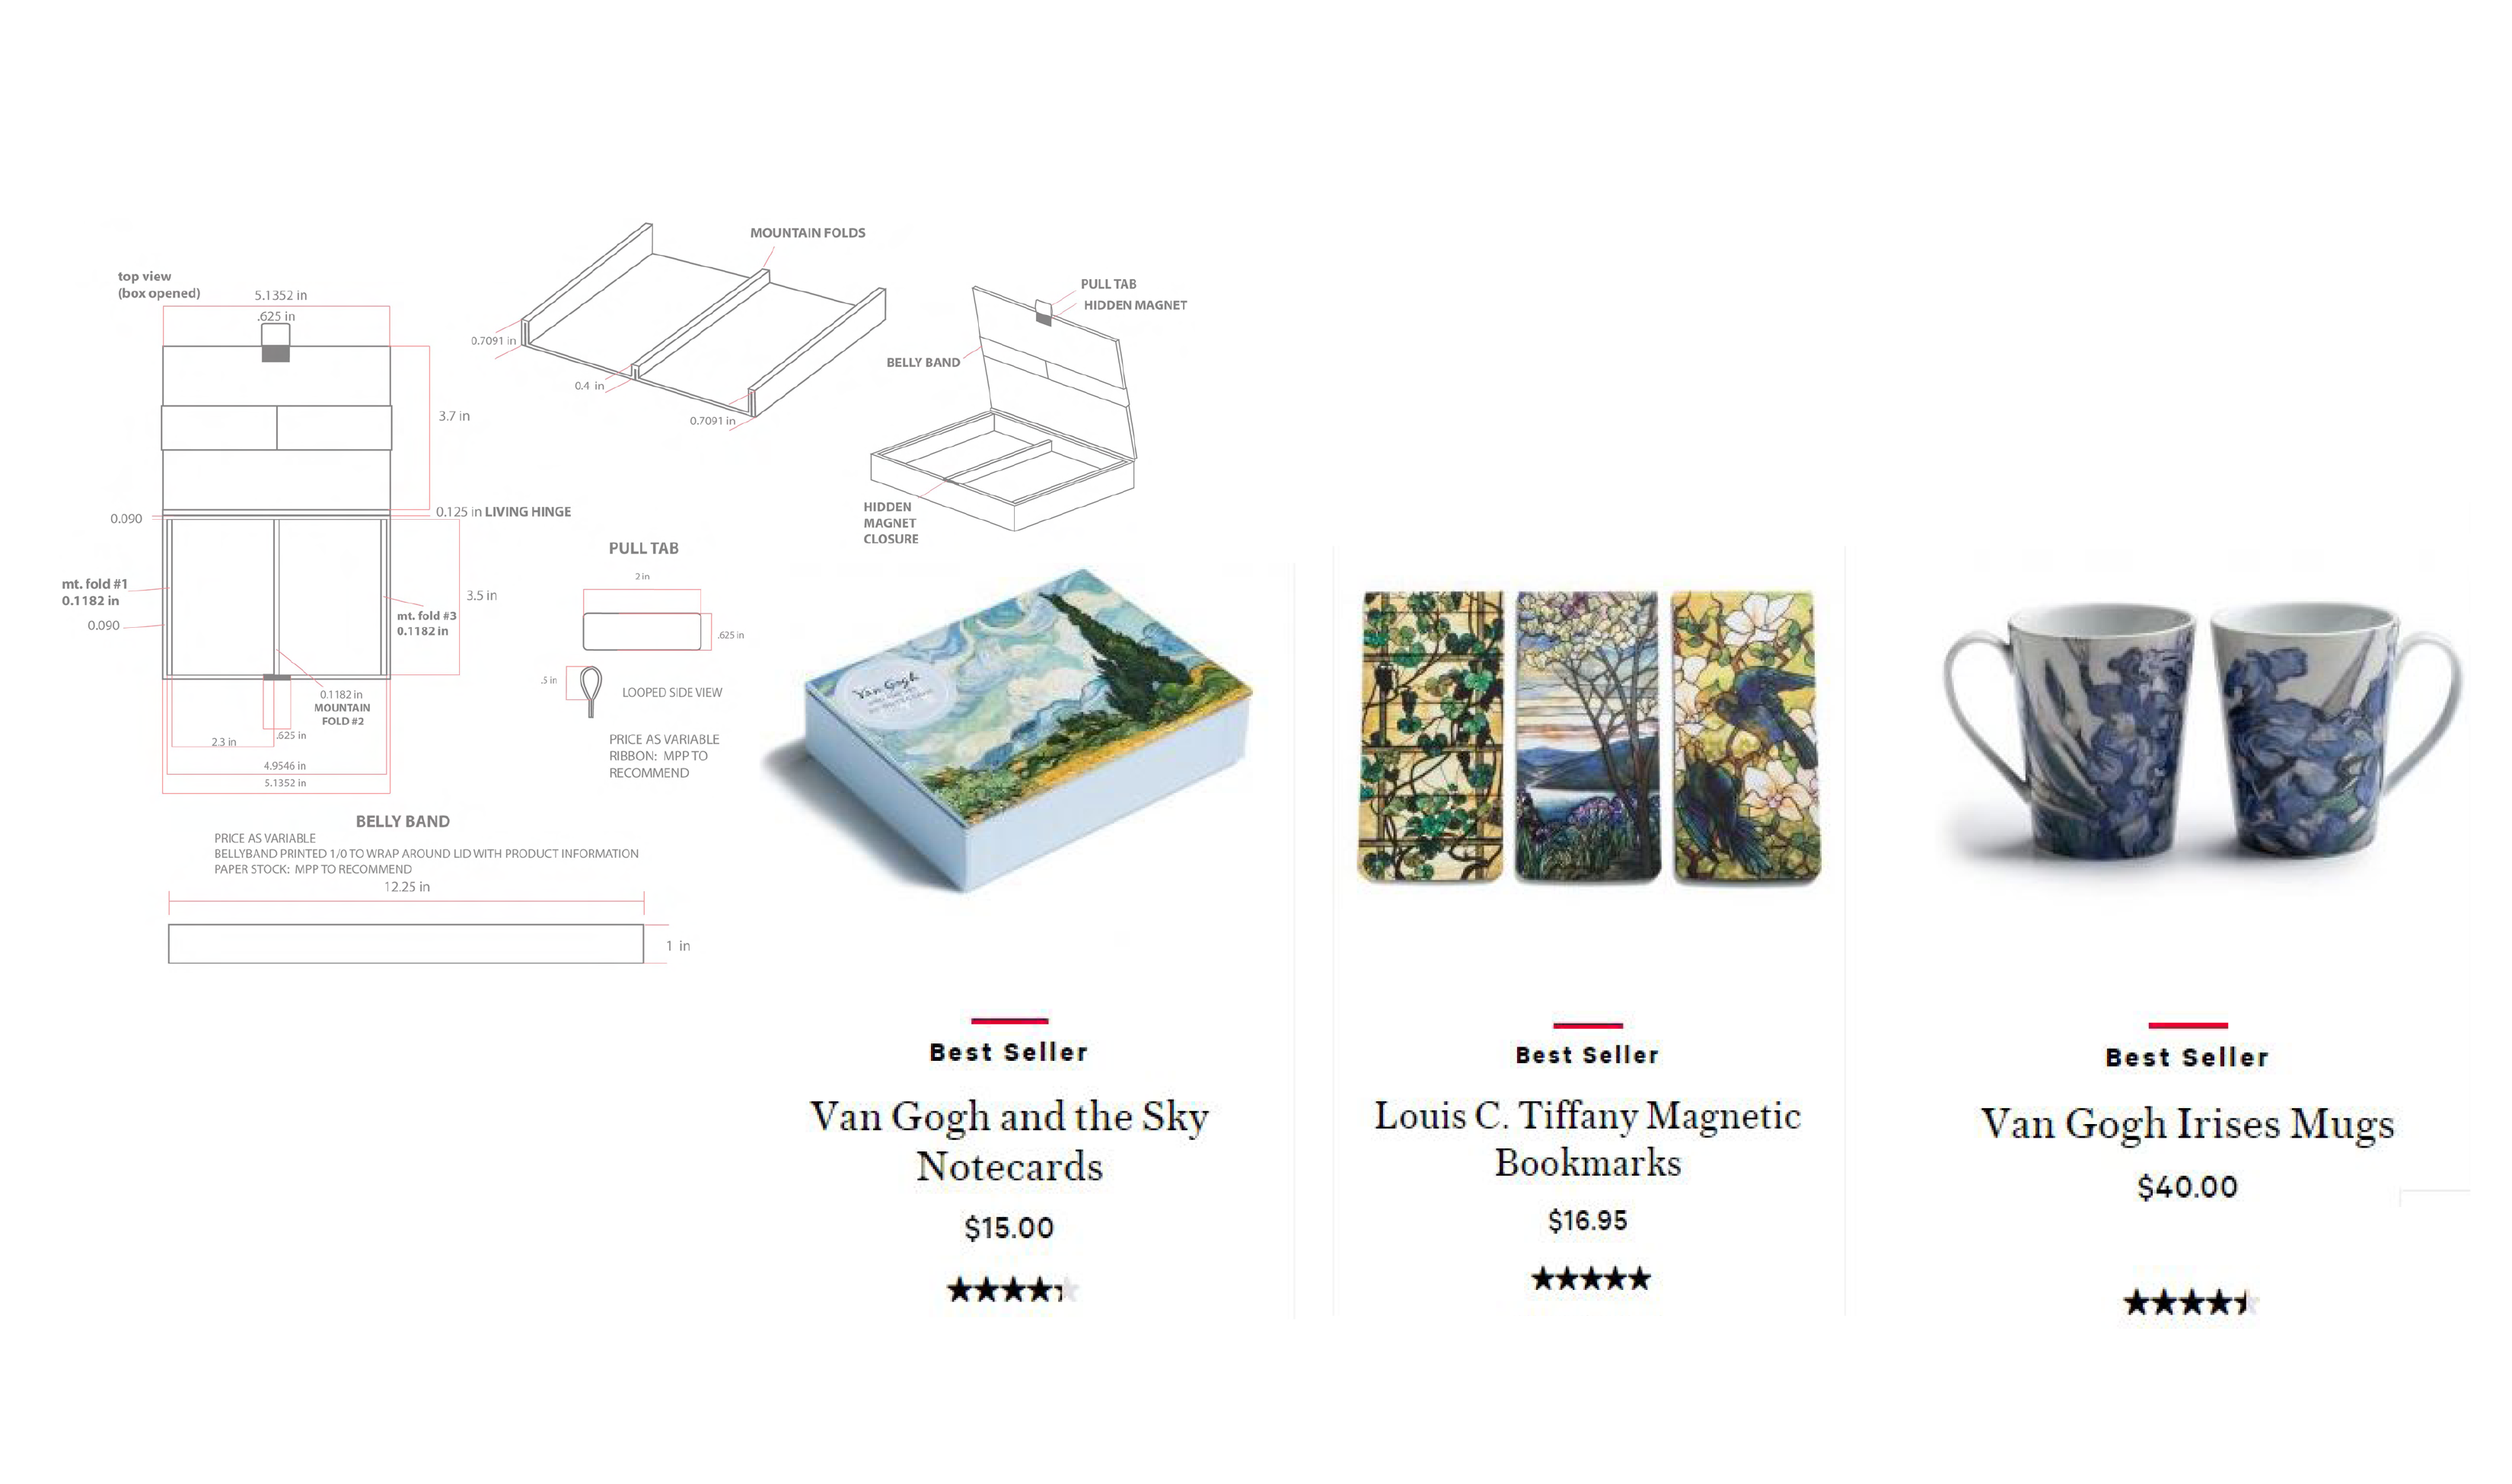 top view
(box opened)
5.1352 in
.625 in
3.7 in
0.125 in LIVING HINGE
0.090
mt. fold #1
0.1182 in
0.090
3.5 in
mt. fold #3
0.1182 in
0.1182 in
MOUNTAIN
FOLD #2
.625 in
2.3 in
4.9546 in
5.1352 in
MOUNTAIN FOLDS
0.7091 in
0.4 in
0.7091 in
PULL TAB
HIDDEN MAGNET
BELLY BAND
HIDDEN
MAGNET
CLOSURE
PULL TAB
2 in
.625 in
.5 in
LOOPED SIDE VIEW
PRICE AS VARIABLE
RIBBON: MPP TO
RECOMMEND
BELLY BAND
PRICE AS VARIABLE
BELLYBAND PRINTED 1/0 TO WRAP AROUND LID WITH PRODUCT INFORMATION
PAPER STOCK: MPP TO RECOMMEND
12.25 in
1 in
Van Gogh
Best Seller
Van Gogh and the Sky
Notecards
$15.00
Best Seller
Louis C. Tiffany Magnetic
Bookmarks
$16.95
Best Seller
Van Gogh Irises Mugs
$40.00